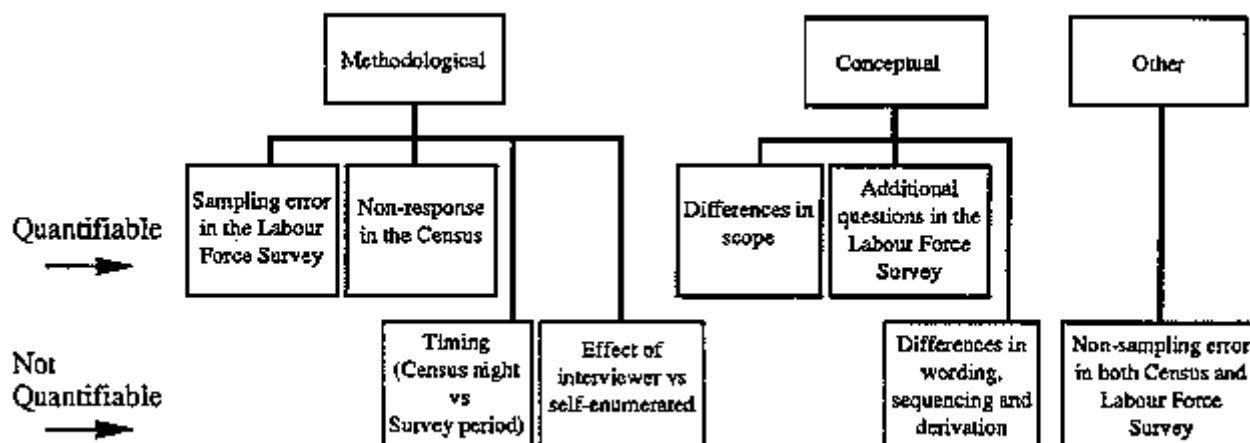 Methodological
Conceptual
Other
Quantifiable
Sampling error
in the Labour
Force Survey
Non-response
in the Census
Differences in
scope
Additional
questions in the
Labour Force
Survey
Not
Quantifiable
Timing
(Census night
vs
Survey period)
Effect of
interviewer vs
self-enumerated
Differences in
wording,
sequencing and
derivation
Non-sampling error
in both Census and
Labour Force
Survey